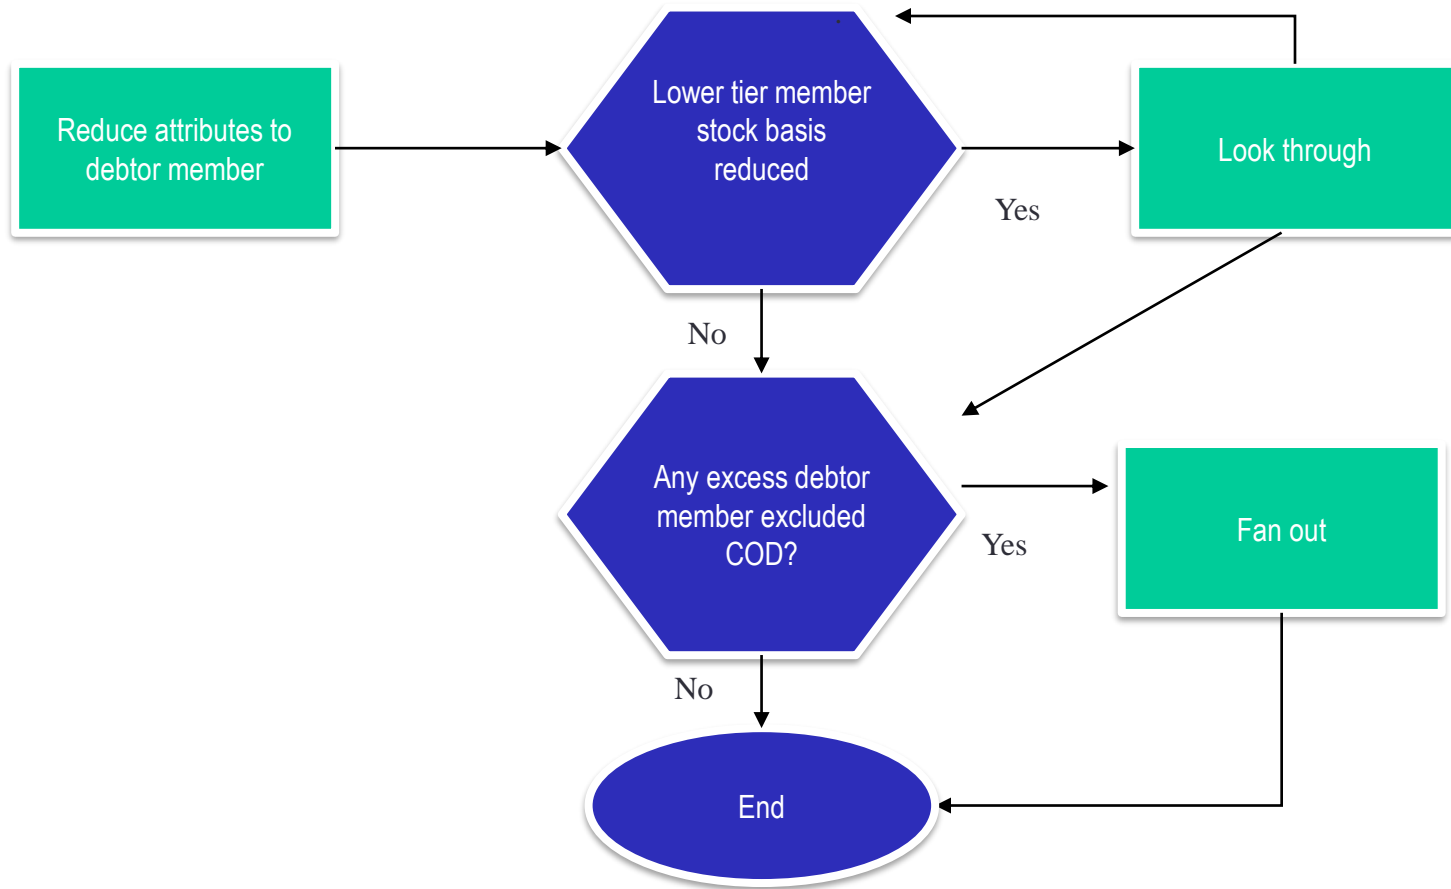 Reduce attributes to
debtor member
Lower tier member
stock basis
reduced
Yes
Look through
No
Any excess debtor
member excluded
COD?
Yes
Fan out
No
End